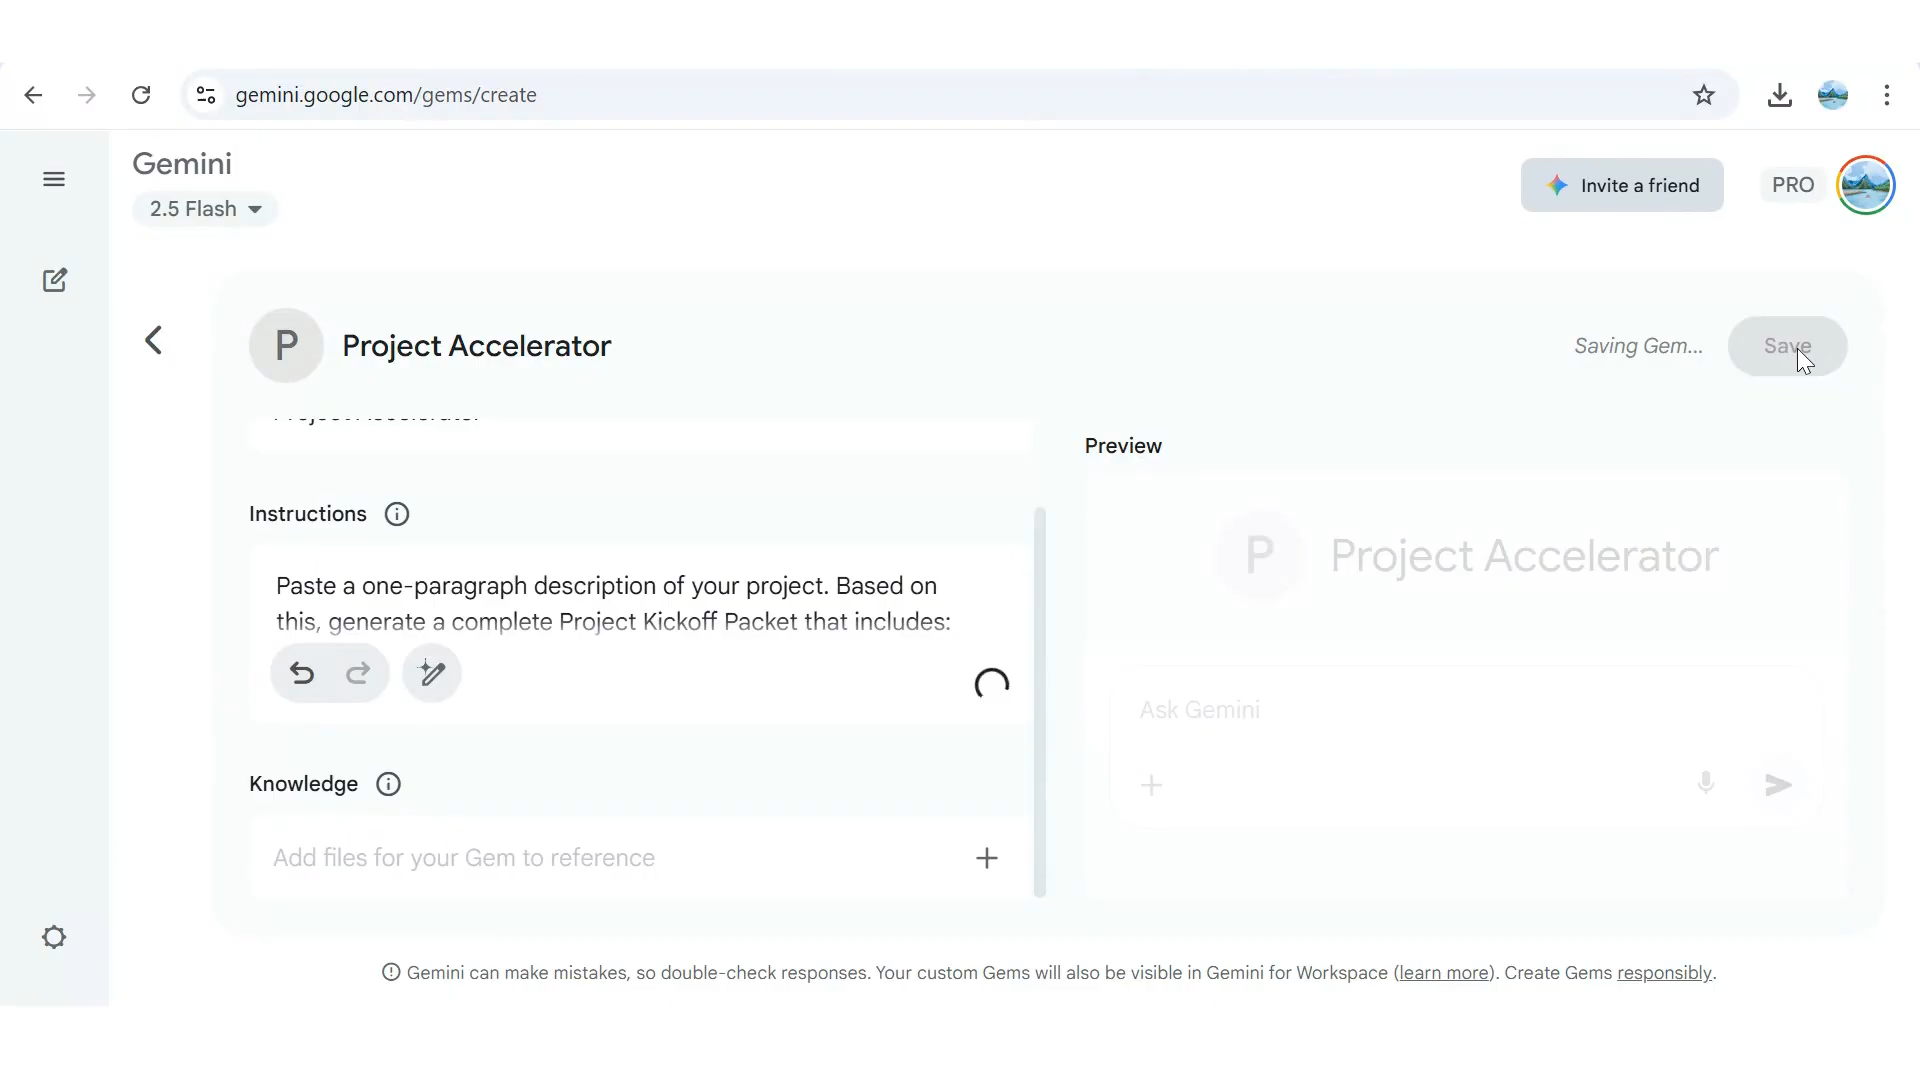 gemini.google.com/gems/create
Gemini
2.5 Flash
Invite a friend
PRO
P
Project Accelerator
Saving Gem...
Save
Project Accelerator
Preview
Instructions
P
Project Accelerator
Paste a one-paragraph description of your project. Based on
this, generate a complete Project Kickoff Packet that includes:
Ask Gemini
Knowledge
Add files for your Gem to reference
Gemini can make mistakes, so double-check responses. Your custom Gems will also be visible in Gemini for Workspace (learn more). Create Gems responsibly.